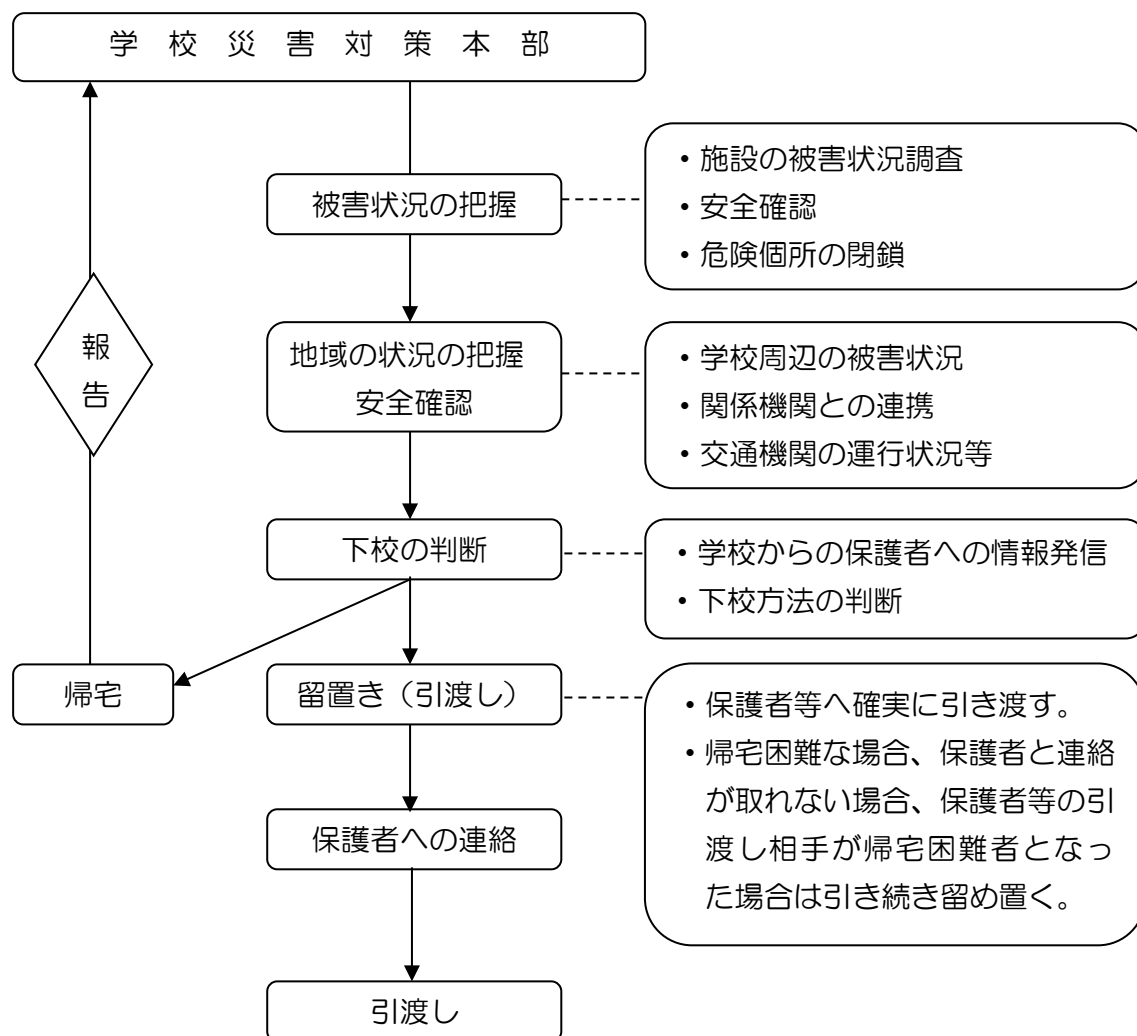 学校災害対策本部
被害状況の把握
・施設の被害状況調査
・安全確認
・危険個所の閉鎖
報
告
地域の状況の把握
安全確認
・学校周辺の被害状況
・関係機関との連携
・交通機関の運行状況等
下校の判断
・学校からの保護者への情報発信
・下校方法の判断
帰宅
留置き（引渡し）
・保護者等へ確実に引き渡す。
・帰宅困難な場合、保護者と連絡
が取れない場合、保護者等の引
渡し相手が帰宅困難者となっ
た場合は引き続き留め置く。
保護者への連絡
引渡し